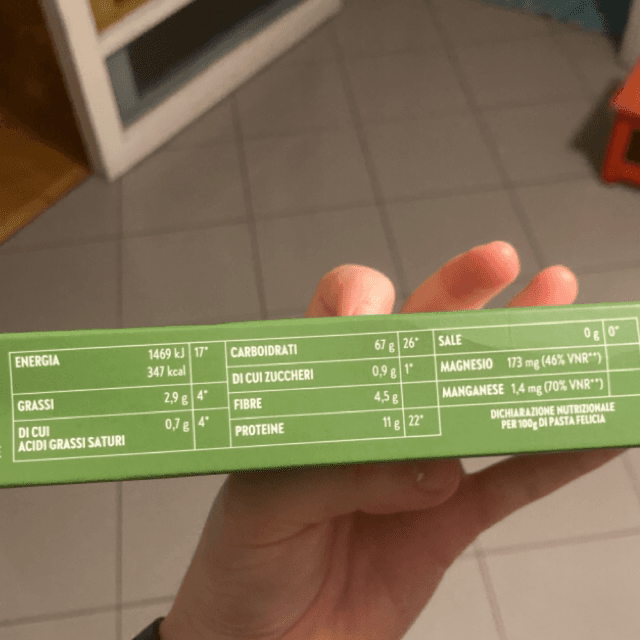 ENERGIA 1469 kJ 17*
347 kcal
GRASSI 2,9 g 4*
DI CUI 0,7 g 4*
ACIDI GRASSI SATURI
CARBOIDRATI 67 g 26*
DI CUI ZUCCHERI 0,9 g 1*
FIBRE 4,5 g
PROTEINE 11 g 22*
SALE 0 g 0*
MAGNESIO 173 mg (46% VNR**)
MANGANESE 1,4 mg (70% VNR**)
DICHIARAZIONE NUTRIZIONALE
PER 100g DI PASTA FELICIA